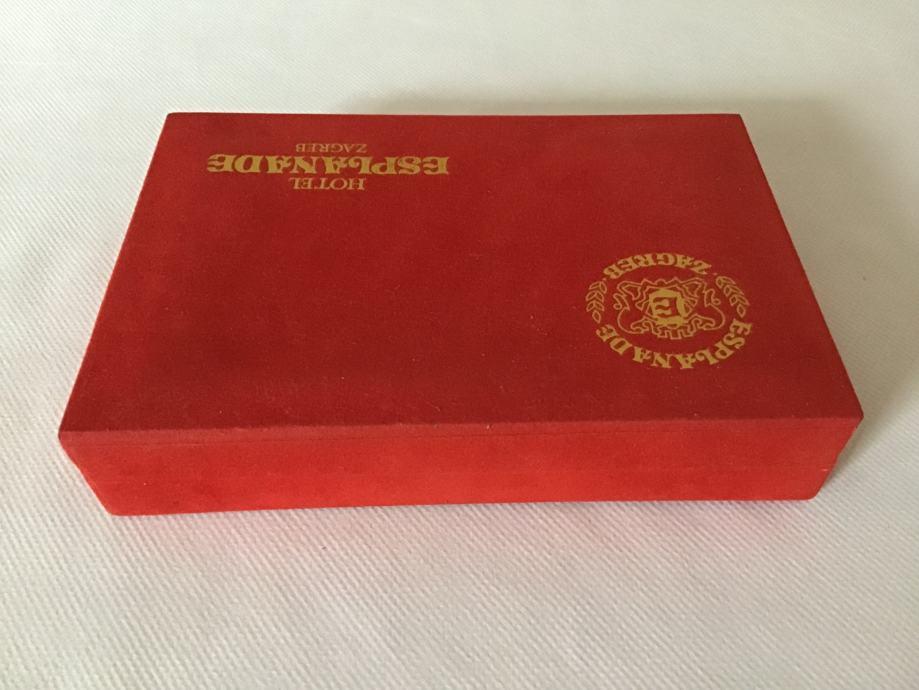 HOTEL
ESPLANADE
ZAGREB
ESPLANADE
· ZAGREB ·
E